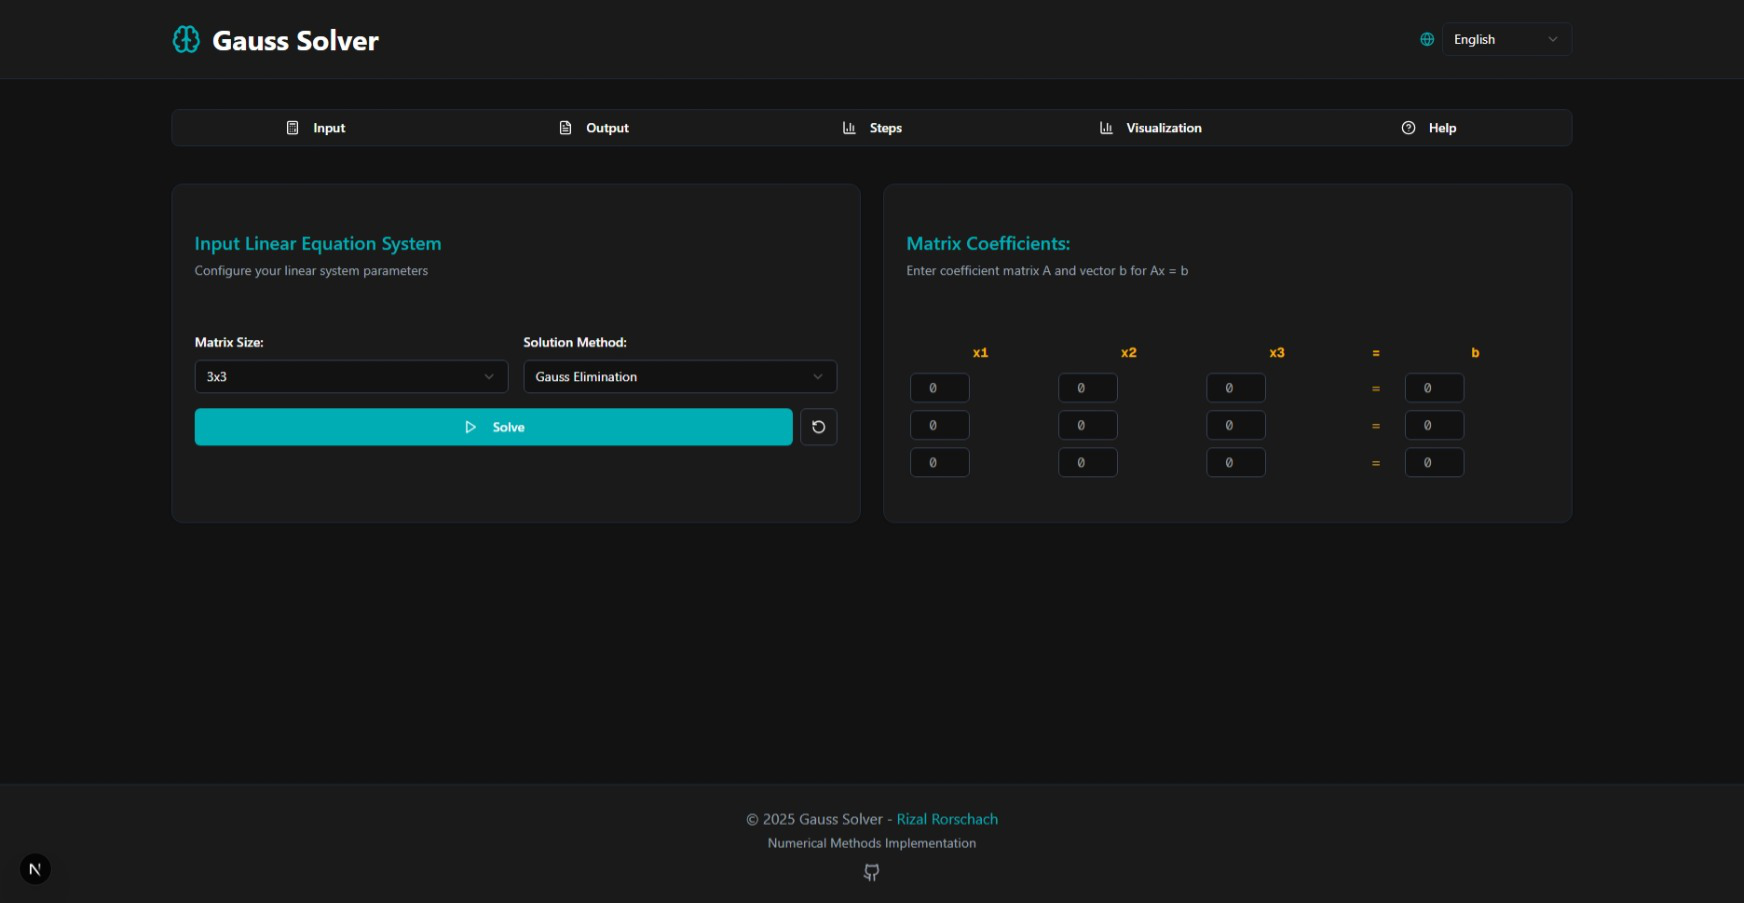 Gauss Solver
English
Input Output Steps Visualization Help
Input Linear Equation System
Configure your linear system parameters
Matrix Size: Solution Method:
3x3 Gauss Elimination
Solve
Matrix Coefficients:
Enter coefficient matrix A and vector b for Ax = b
x1 x2 x3 = b
0 0 0 = 0
0 0 0 = 0
0 0 0 = 0
© 2025 Gauss Solver - Rizal Rorschach
Numerical Methods Implementation
N